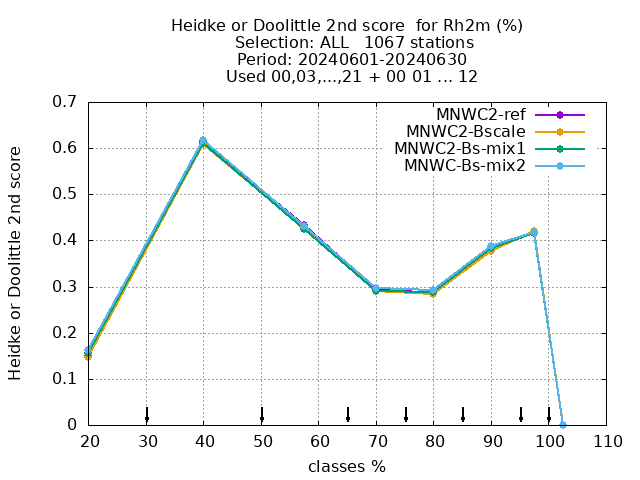 Heidke or Doolittle 2nd score  for Rh2m (%)
Selection: ALL   1067 stations
Period: 20240601-20240630
Used 00,03,...,21 + 00 01 ... 12
MNWC2-ref
MNWC2-Bscale
MNWC2-Bs-mix1
MNWC-Bs-mix2
Heidke or Doolittle 2nd score
0.7
0.6
0.5
0.4
0.3
0.2
0.1
0
20 30 40 50 60 70 80 90 100 110
classes %